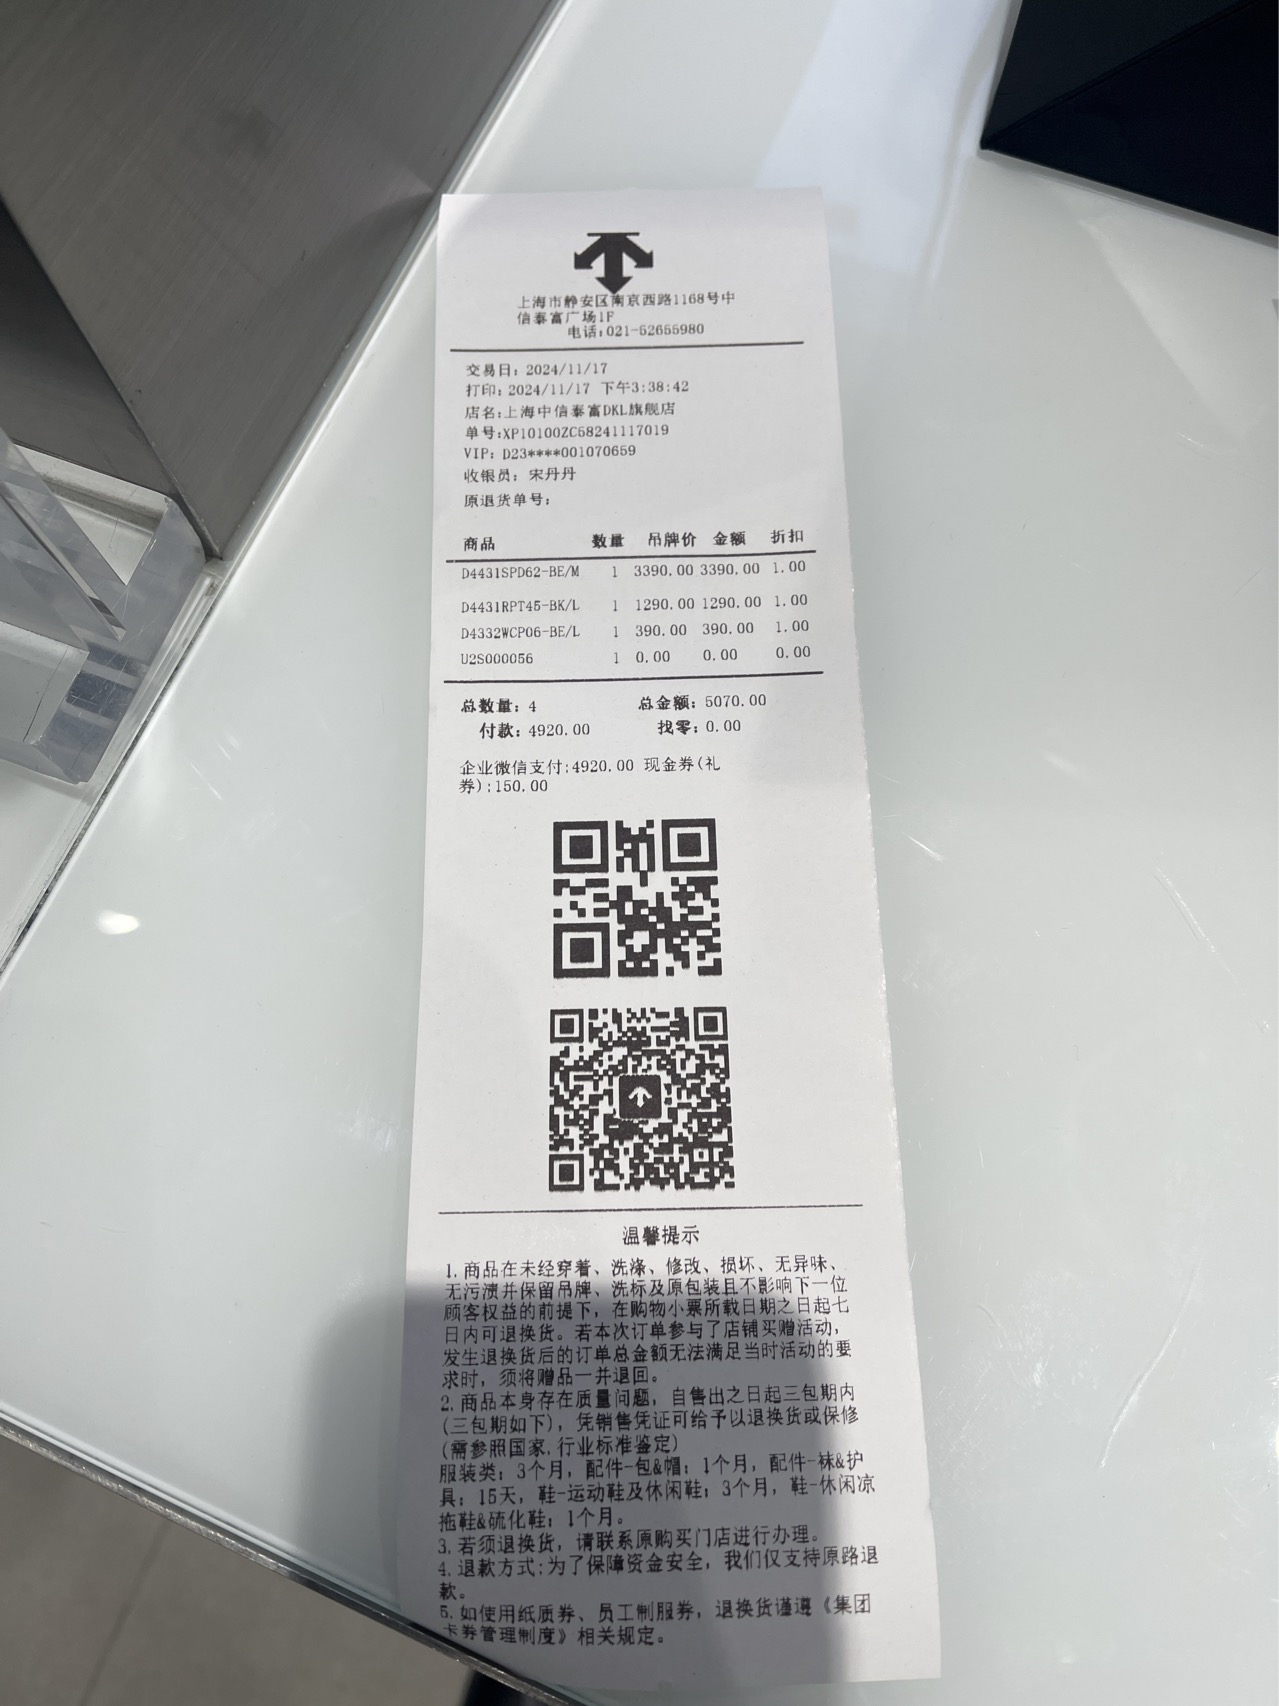 上海市静安区南京西路1168号中
信泰富广场1F
电话:021-52655980
交易日: 2024/11/17
打印: 2024/11/17 下午3:38:42
店名:上海中信泰富DKL旗舰店
单号:XP10100ZC58241117019
VIP: D23****001070659
收银员: 宋丹丹
原退货单号:
商品 数量 吊牌价 金额 折扣
D4431SPD62-BE/M 1 3390.00 3390.00 1.00
D4431RPT45-BK/L 1 1290.00 1290.00 1.00
D4332WCP06-BE/L 1 390.00 390.00 1.00
U2S000056 1 0.00 0.00 0.00
总数量: 4 总金额: 5070.00
付款: 4920.00 找零: 0.00
企业微信支付:4920.00 现金券(礼
券):150.00
温馨提示
1. 商品在未经穿着、洗涤、修改、损坏、无异味、
无污渍并保留吊牌、洗标及原包装且不影响下一位
顾客权益的前提下, 在购物小票所载日期之日起七
日内可退换货。若本次订单参与了店铺买赠活动,
发生退换货后的订单总金额无法满足当时活动的要
求时, 须将赠品一并退回。
2. 商品本身存在质量问题, 自售出之日起三包期内
(三包期如下), 凭销售凭证可给予以退换货或保修
(需参照国家,行业标准鉴定)
服装类: 3个月, 配件-包&帽: 1个月, 配件-袜&护
具: 15天, 鞋-运动鞋及休闲鞋: 3个月, 鞋-休闲凉
拖鞋&硫化鞋: 1个月。
3. 若须退换货, 请联系原购买门店进行办理。
4. 退款方式:为了保障资金安全, 我们仅支持原路退
款。
5. 如使用纸质券、员工制服券, 退换货谨遵《集团
卡券管理制度》相关规定。